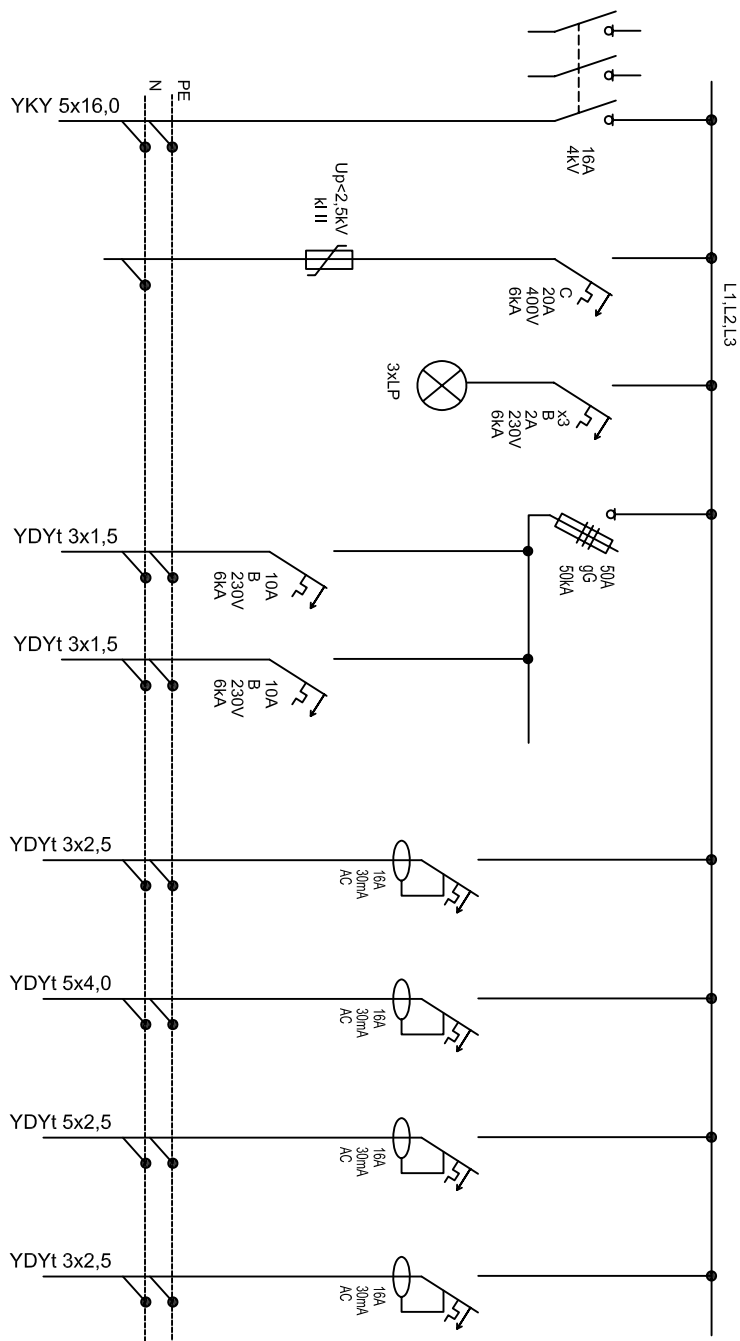 PE
N
YKY 5x16,0
16A
4kV
L1,L2,L3
Up<2,5kV
kl II
C
20A
400V
6kA
3xLP
x3
B
2A
230V
6kA
50A
gG
50kA
YDYt 3x1,5
10A
B
230V
6kA
YDYt 3x1,5
10A
B
230V
6kA
YDYt 3x2,5
16A
30mA
AC
YDYt 5x4,0
16A
30mA
AC
YDYt 5x2,5
16A
30mA
AC
YDYt 3x2,5
16A
30mA
AC